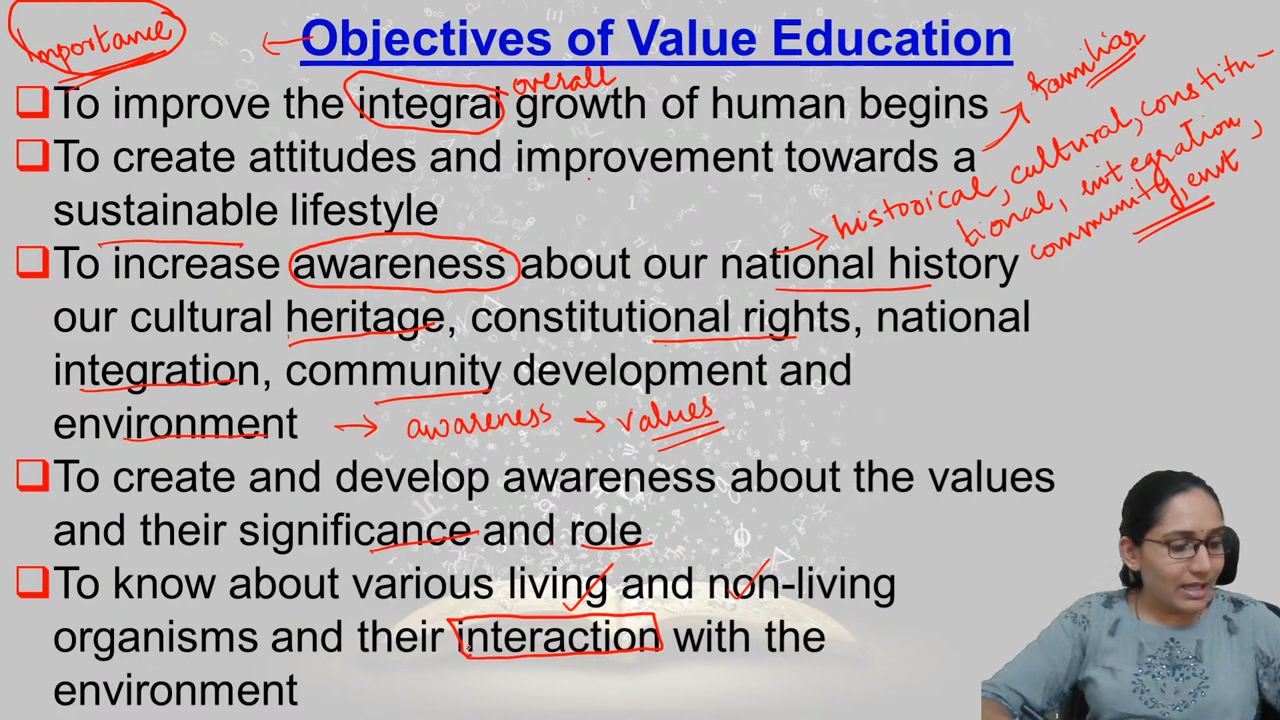 Importance
Objectives of Value Education
overall
To improve the integral growth of human begins
familiar
To create attitudes and improvement towards a
sustainable lifestyle
historical, cultural, constitu-
tional, integration,
community, envt
To increase awareness about our national history
our cultural heritage, constitutional rights, national
integration, community development and
environment → awareness → values
To create and develop awareness about the values
and their significance and role
To know about various living and non-living
organisms and their interaction with the
environment